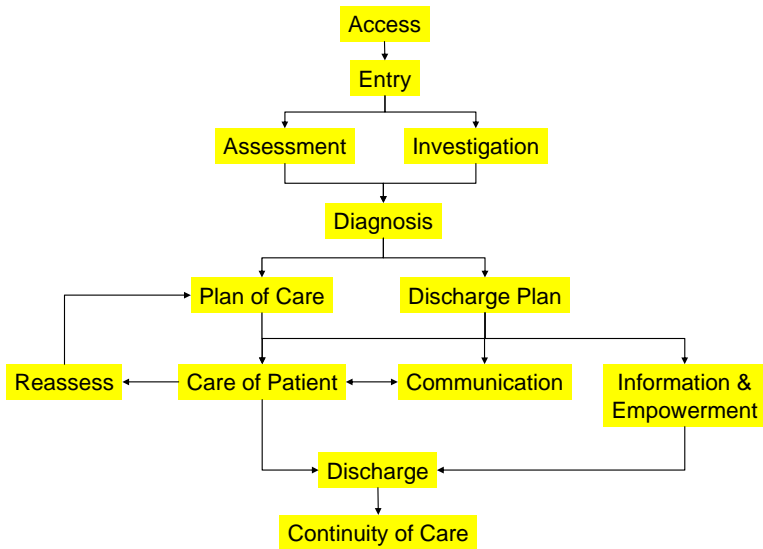 Access
Entry
Assessment
Investigation
Diagnosis
Plan of Care
Discharge Plan
Reassess
Care of Patient
Communication
Information &
Empowerment
Discharge
Continuity of Care